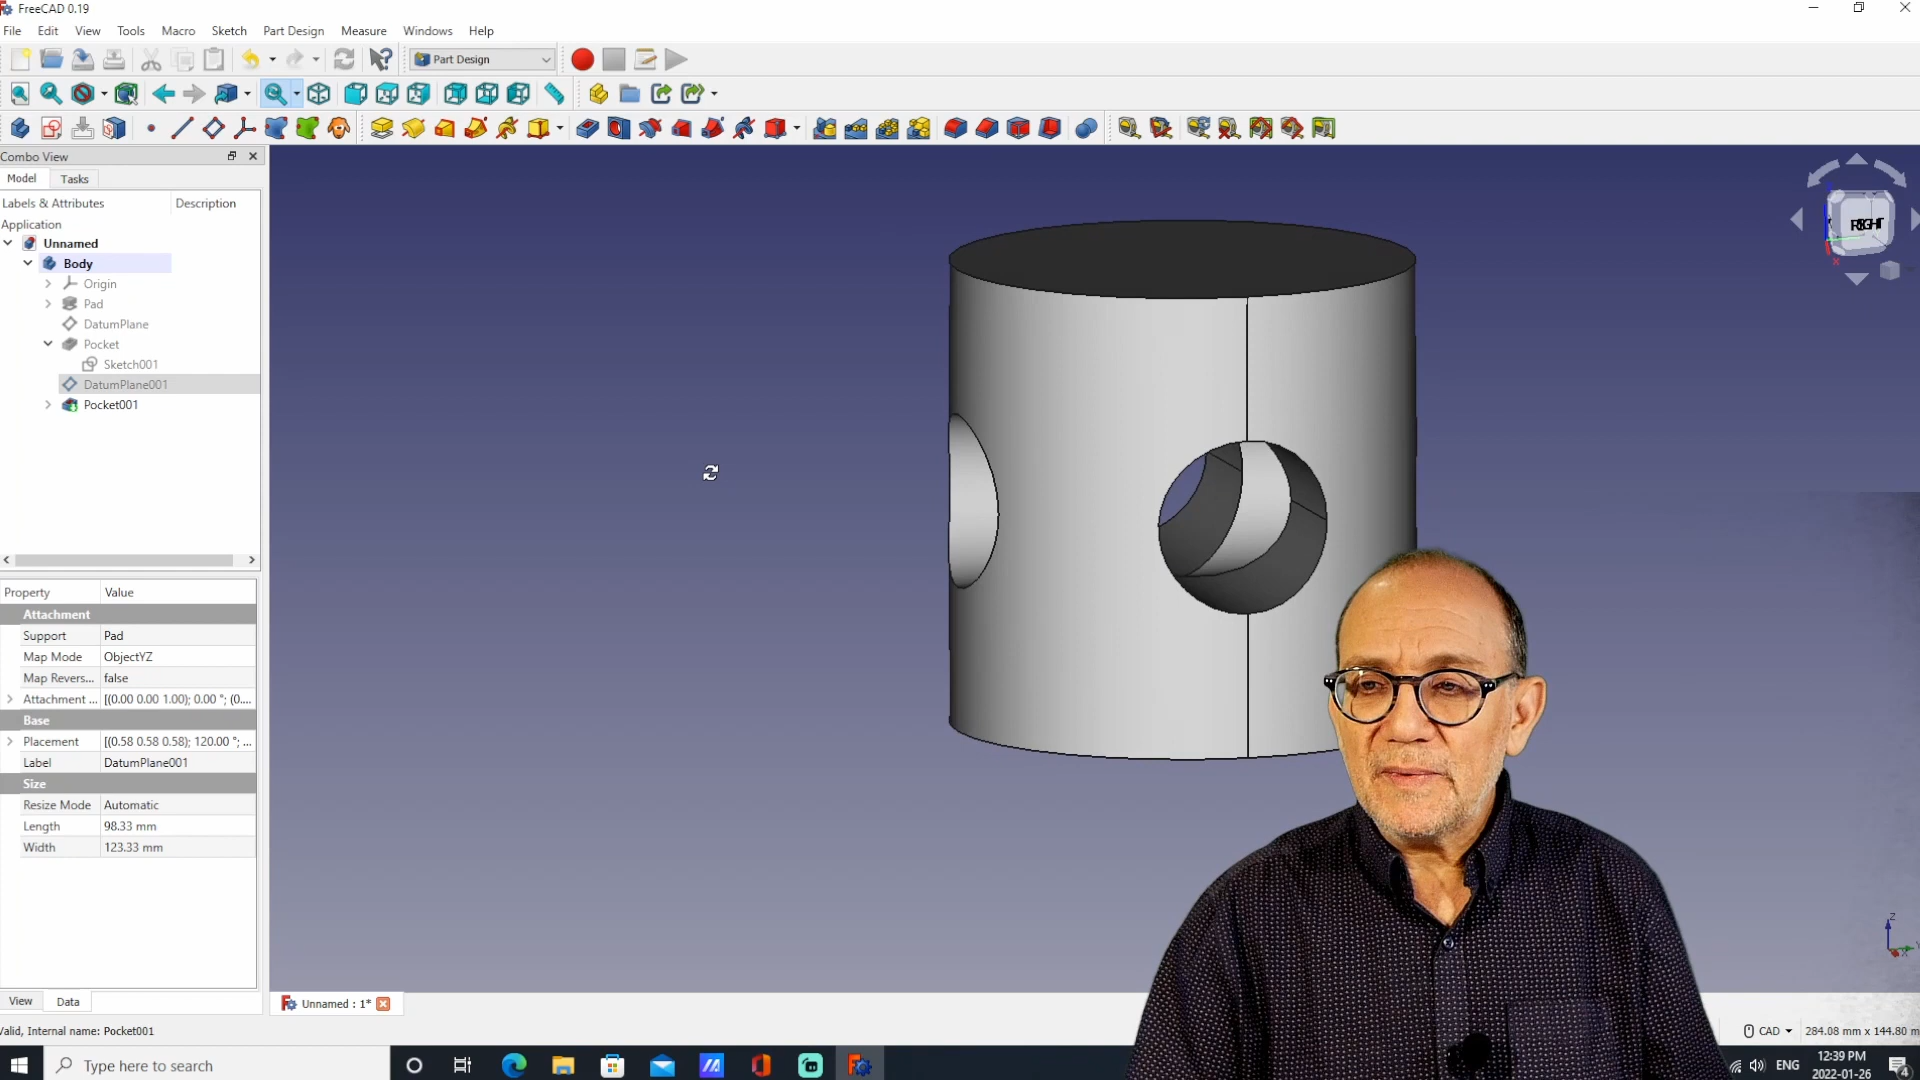 FreeCAD 0.19
File Edit View Tools Macro Sketch Part Design Measure Windows Help
Part Design
Combo View
Model Tasks
Labels & Attributes Description
Application
Unnamed
Body
Origin
Pad
DatumPlane
Pocket
Sketch001
DatumPlane001
Pocket001
Property Value
Attachment
Support Pad
Map Mode ObjectYZ
Map Revers... false
Attachment ... [(0.00 0.00 1.00); 0.00 °; (0....
Base
Placement [(0.58 0.58 0.58); 120.00 °; ...
Label DatumPlane001
Size
Resize Mode Automatic
Length 98.33 mm
Width 123.33 mm
View Data
Unnamed : 1*
Valid, Internal name: Pocket001
CAD 284.08 mm x 144.80 m
Type here to search
ENG
12:39 PM
2022-01-26
4
Z
X